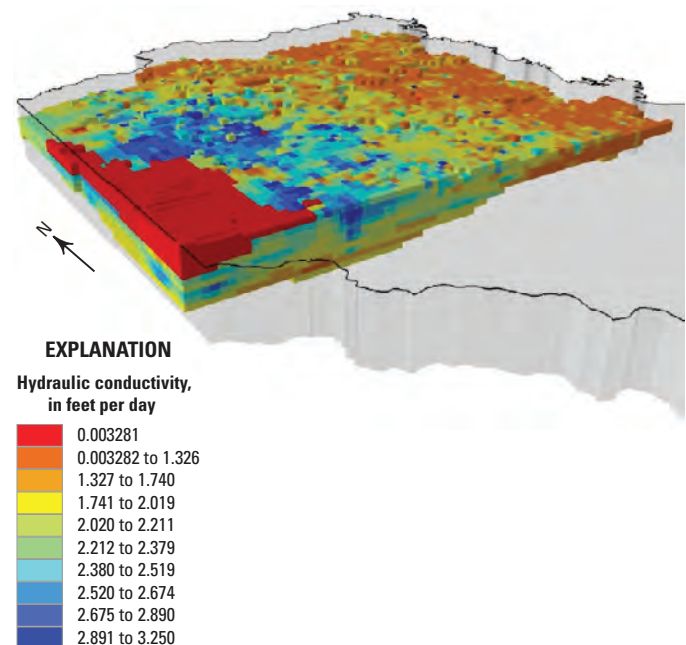 N
EXPLANATION
Hydraulic conductivity,
in feet per day
0.003281
0.003282 to 1.326
1.327 to 1.740
1.741 to 2.019
2.020 to 2.211
2.212 to 2.379
2.380 to 2.519
2.520 to 2.674
2.675 to 2.890
2.891 to 3.250